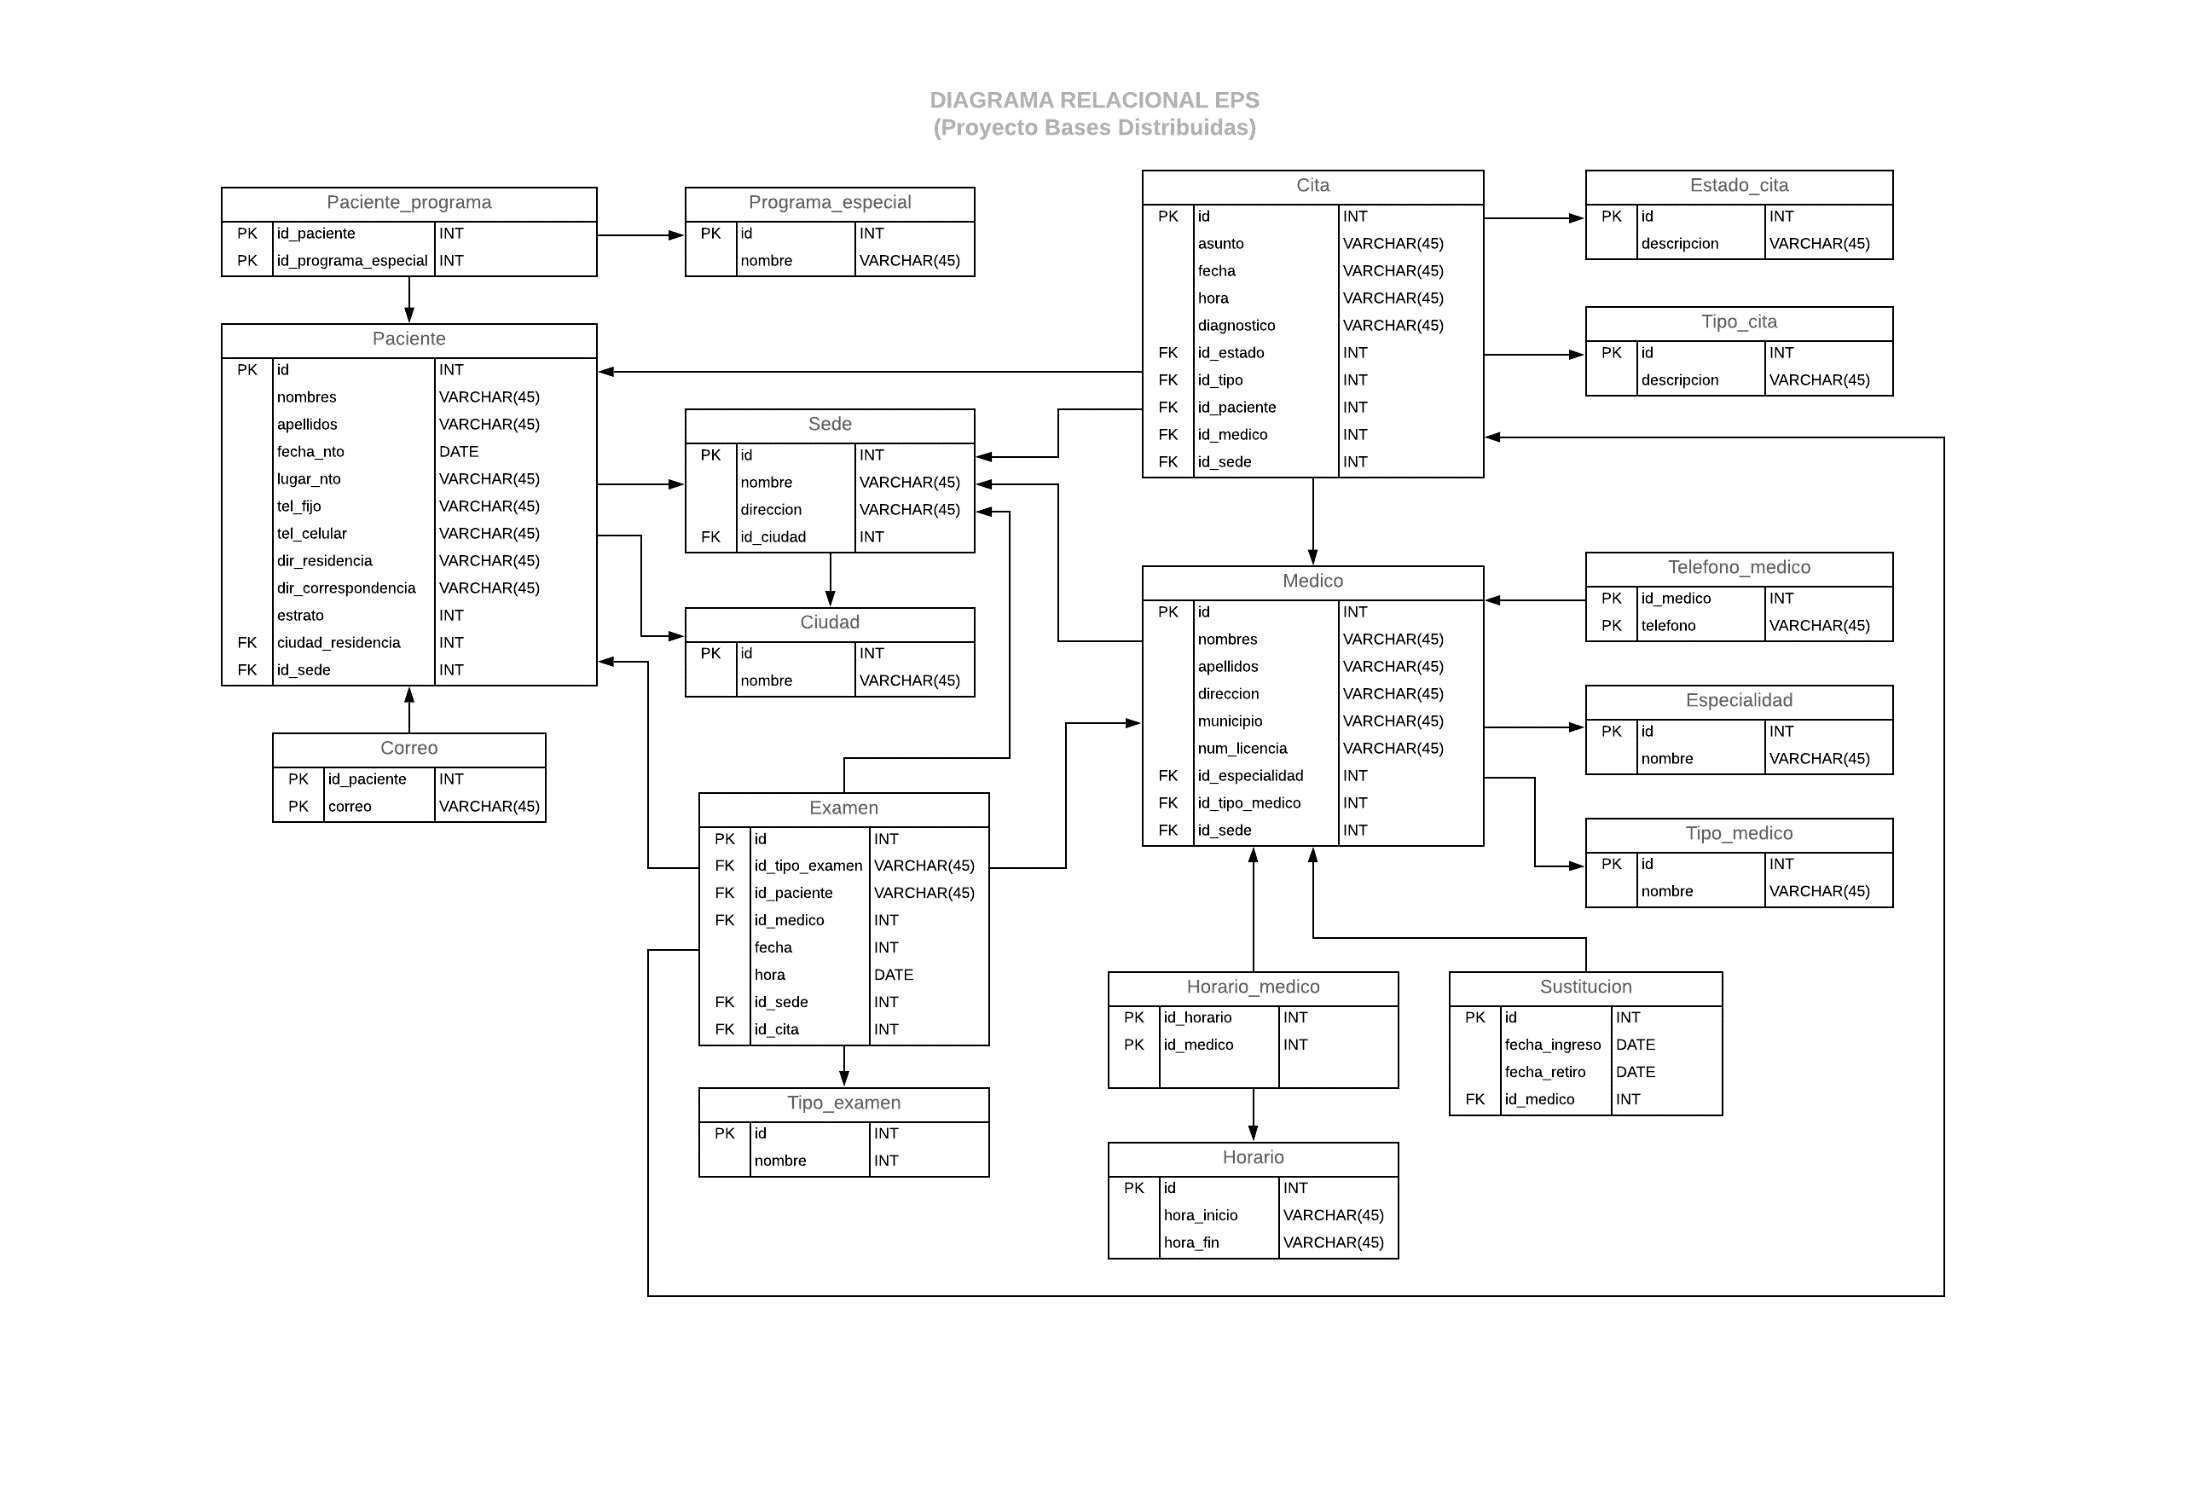 DIAGRAMA RELACIONAL EPS
(Proyecto Bases Distribuidas)
Paciente_programa
PK id_paciente INT
PK id_programa_especial INT
Programa_especial
PK id INT
nombre VARCHAR(45)
Cita
PK id INT
asunto VARCHAR(45)
fecha VARCHAR(45)
hora VARCHAR(45)
diagnostico VARCHAR(45)
FK id_estado INT
FK id_tipo INT
FK id_paciente INT
FK id_medico INT
FK id_sede INT
Estado_cita
PK id INT
descripcion VARCHAR(45)
Tipo_cita
PK id INT
descripcion VARCHAR(45)
Paciente
PK id INT
nombres VARCHAR(45)
apellidos VARCHAR(45)
fecha_nto DATE
lugar_nto VARCHAR(45)
tel_fijo VARCHAR(45)
tel_celular VARCHAR(45)
dir_residencia VARCHAR(45)
dir_correspondencia VARCHAR(45)
estrato INT
FK ciudad_residencia INT
FK id_sede INT
Sede
PK id INT
nombre VARCHAR(45)
direccion VARCHAR(45)
FK id_ciudad INT
Ciudad
PK id INT
nombre VARCHAR(45)
Medico
PK id INT
nombres VARCHAR(45)
apellidos VARCHAR(45)
direccion VARCHAR(45)
municipio VARCHAR(45)
num_licencia VARCHAR(45)
FK id_especialidad INT
FK id_tipo_medico INT
FK id_sede INT
Telefono_medico
PK id_medico INT
PK telefono VARCHAR(45)
Especialidad
PK id INT
nombre VARCHAR(45)
Tipo_medico
PK id INT
nombre VARCHAR(45)
Correo
PK id_paciente INT
PK correo VARCHAR(45)
Examen
PK id INT
FK id_tipo_examen VARCHAR(45)
FK id_paciente VARCHAR(45)
FK id_medico INT
fecha INT
hora DATE
FK id_sede INT
FK id_cita INT
Tipo_examen
PK id INT
nombre INT
Horario_medico
PK id_horario INT
PK id_medico INT
Sustitucion
PK id INT
fecha_ingreso DATE
fecha_retiro DATE
FK id_medico INT
Horario
PK id INT
hora_inicio VARCHAR(45)
hora_fin VARCHAR(45)